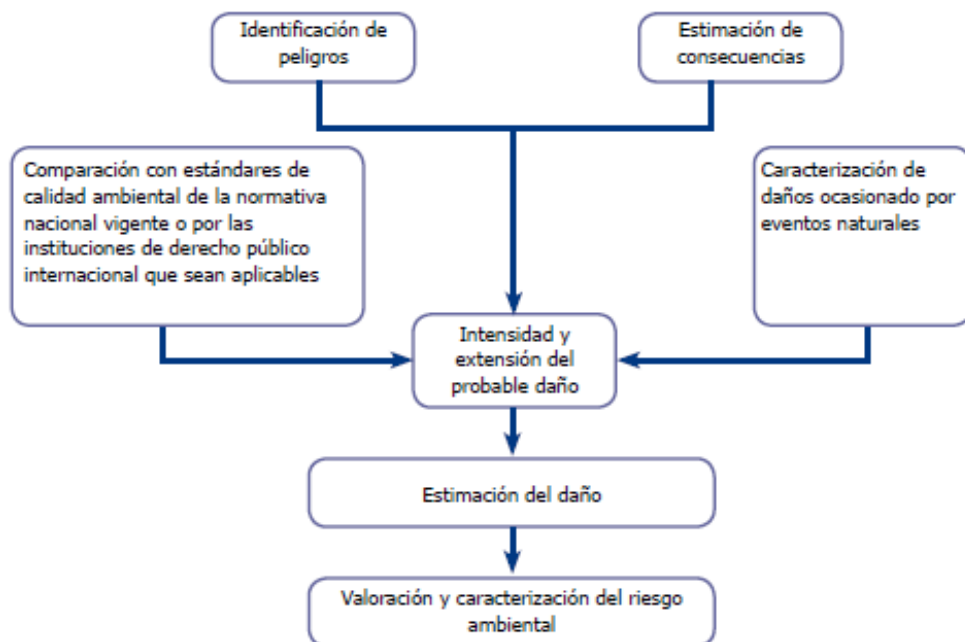 Identificación de
peligros
Estimación de
consecuencias
Comparación con estándares de
calidad ambiental de la normativa
nacional vigente o por las
instituciones de derecho público
internacional que sean aplicables
Caracterización de
daños ocasionado por
eventos naturales
Intensidad y
extensión del
probable daño
Estimación del daño
Valoración y caracterización del riesgo
ambiental